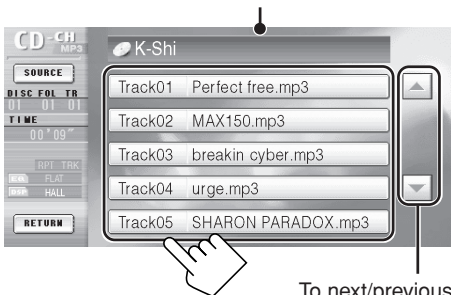 CD-CH
MP3
K-Shi
SOURCE
Track01 Perfect free.mp3
DISC FOL TR
01 01 01
Track02 MAX150.mp3
TIME
00'09"
Track03 breakin cyber.mp3
RPT TRK
EQ FLAT
Track04 urge.mp3
DSP HALL
RETURN
Track05 SHARON PARADOX.mp3
To next/previous